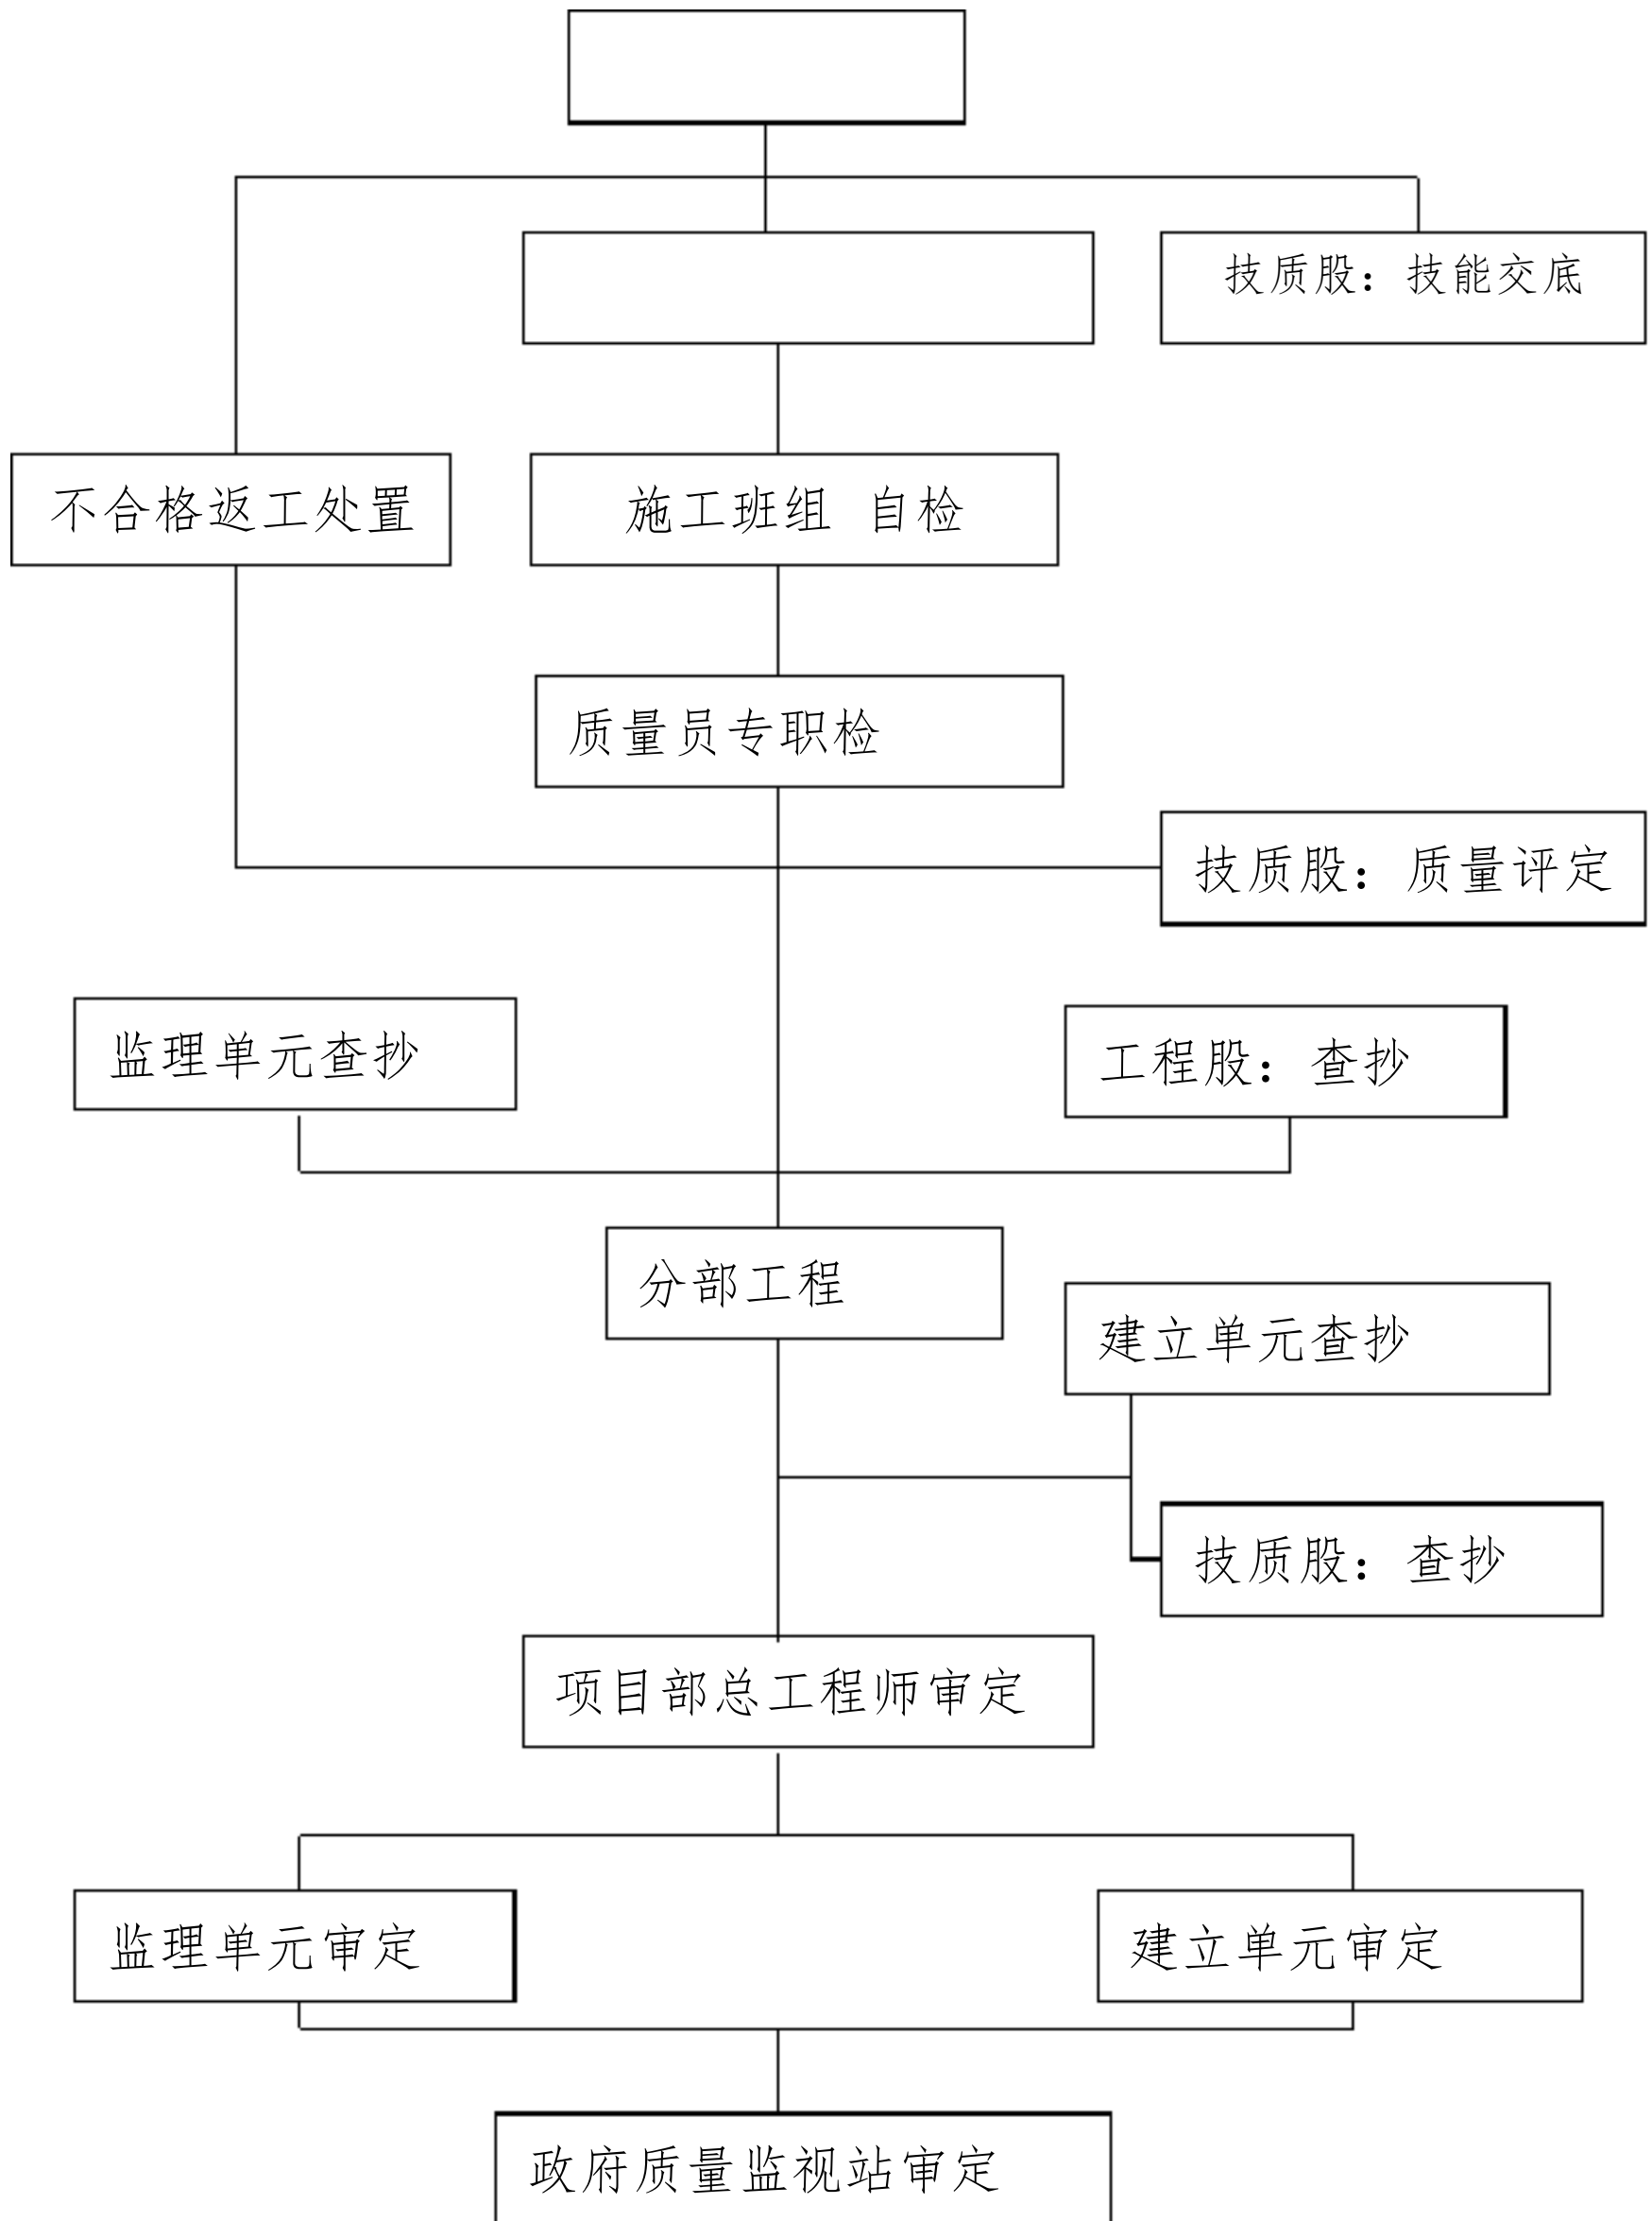 技质股：技能交底
不合格返工处置
施工班组 自检
质量员专职检
技质股：质量评定
监理单元查抄
工程股：查抄
分部工程
建立单元查抄
技质股：查抄
项目部总工程师审定
监理单元审定
建立单元审定
政府质量监视站审定